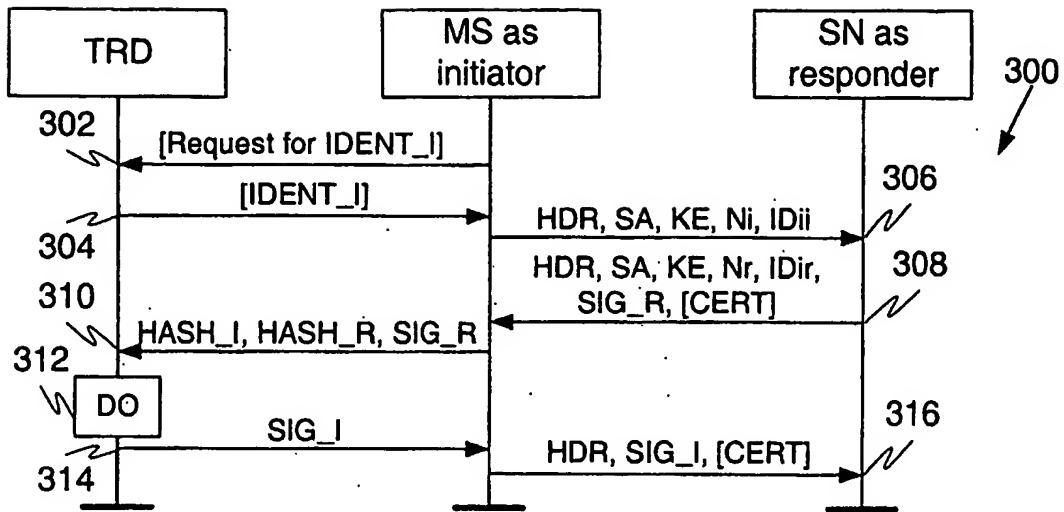 TRD
MS as
initiator
SN as
responder
300
302
[Request for IDENT_I]
306
[IDENT_I]
304
HDR, SA, KE, Ni, IDii
HDR, SA, KE, Nr, IDir,
SIG_R, [CERT]
308
310
HASH_I, HASH_R, SIG_R
312
DO
SIG_I
316
314
HDR, SIG_I, [CERT]